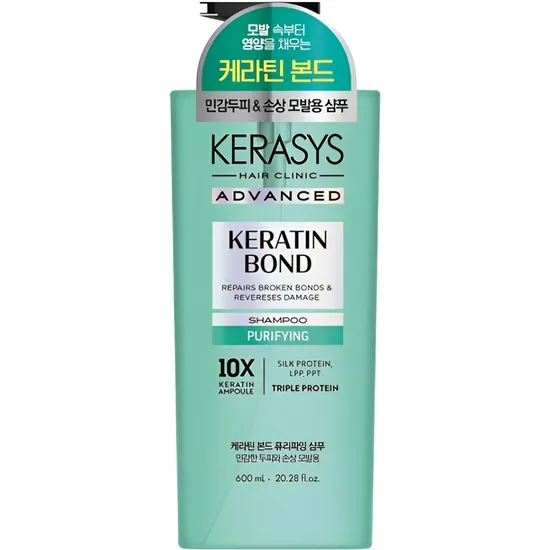 모발 속부터
영양을 채우는
케라틴 본드
민감두피 & 손상 모발용 샴푸
KERASYS
HAIR CLINIC
ADVANCED
KERATIN
BOND
REPAIRS BROKEN BONDS &
REVERESES DAMAGE
SHAMPOO
PURIFYING
10X
KERATIN
AMPOULE
SILK PROTEIN,
LPP, PPT
TRIPLE PROTEIN
케라틴 본드 퓨리파잉 샴푸
민감한 두피와 손상 모발용
600 mL • 20.28 fl.oz.